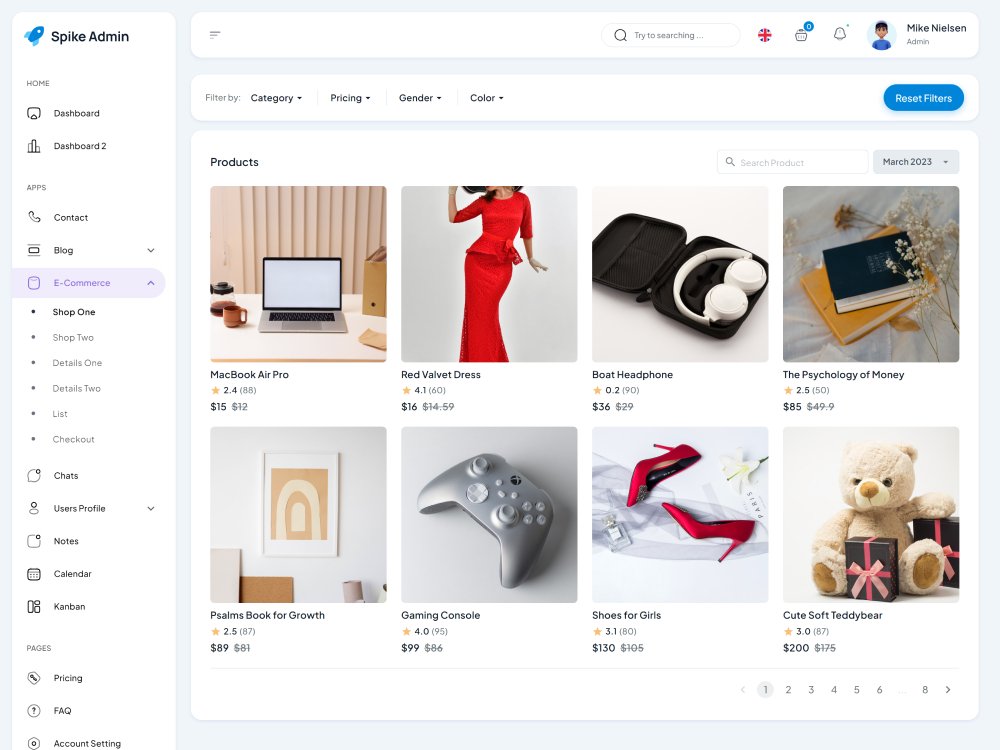 Spike Admin
HOME
Dashboard
Dashboard 2
APPS
Contact
Blog
E-Commerce
Shop One
Shop Two
Details One
Details Two
List
Checkout
Chats
Users Profile
Notes
Calendar
Kanban
PAGES
Pricing
FAQ
Account Setting
Try to searching ...
0
Mike Nielsen
Admin
Filter by:
Category
Pricing
Gender
Color
Reset Filters
Products
Search Product
March 2023
MacBook Air Pro
2.4 (88)
$15 $12
Red Valvet Dress
4.1 (60)
$16 $14.59
Boat Headphone
0.2 (90)
$36 $29
The Psychology of Money
2.5 (50)
$85 $49.9
PARIS
Psalms Book for Growth
2.5 (87)
$89 $81
Gaming Console
4.0 (95)
$99 $86
Shoes for Girls
3.1 (80)
$130 $105
Cute Soft Teddybear
3.0 (87)
$200 $175
1 2 3 4 5 6 ... 8